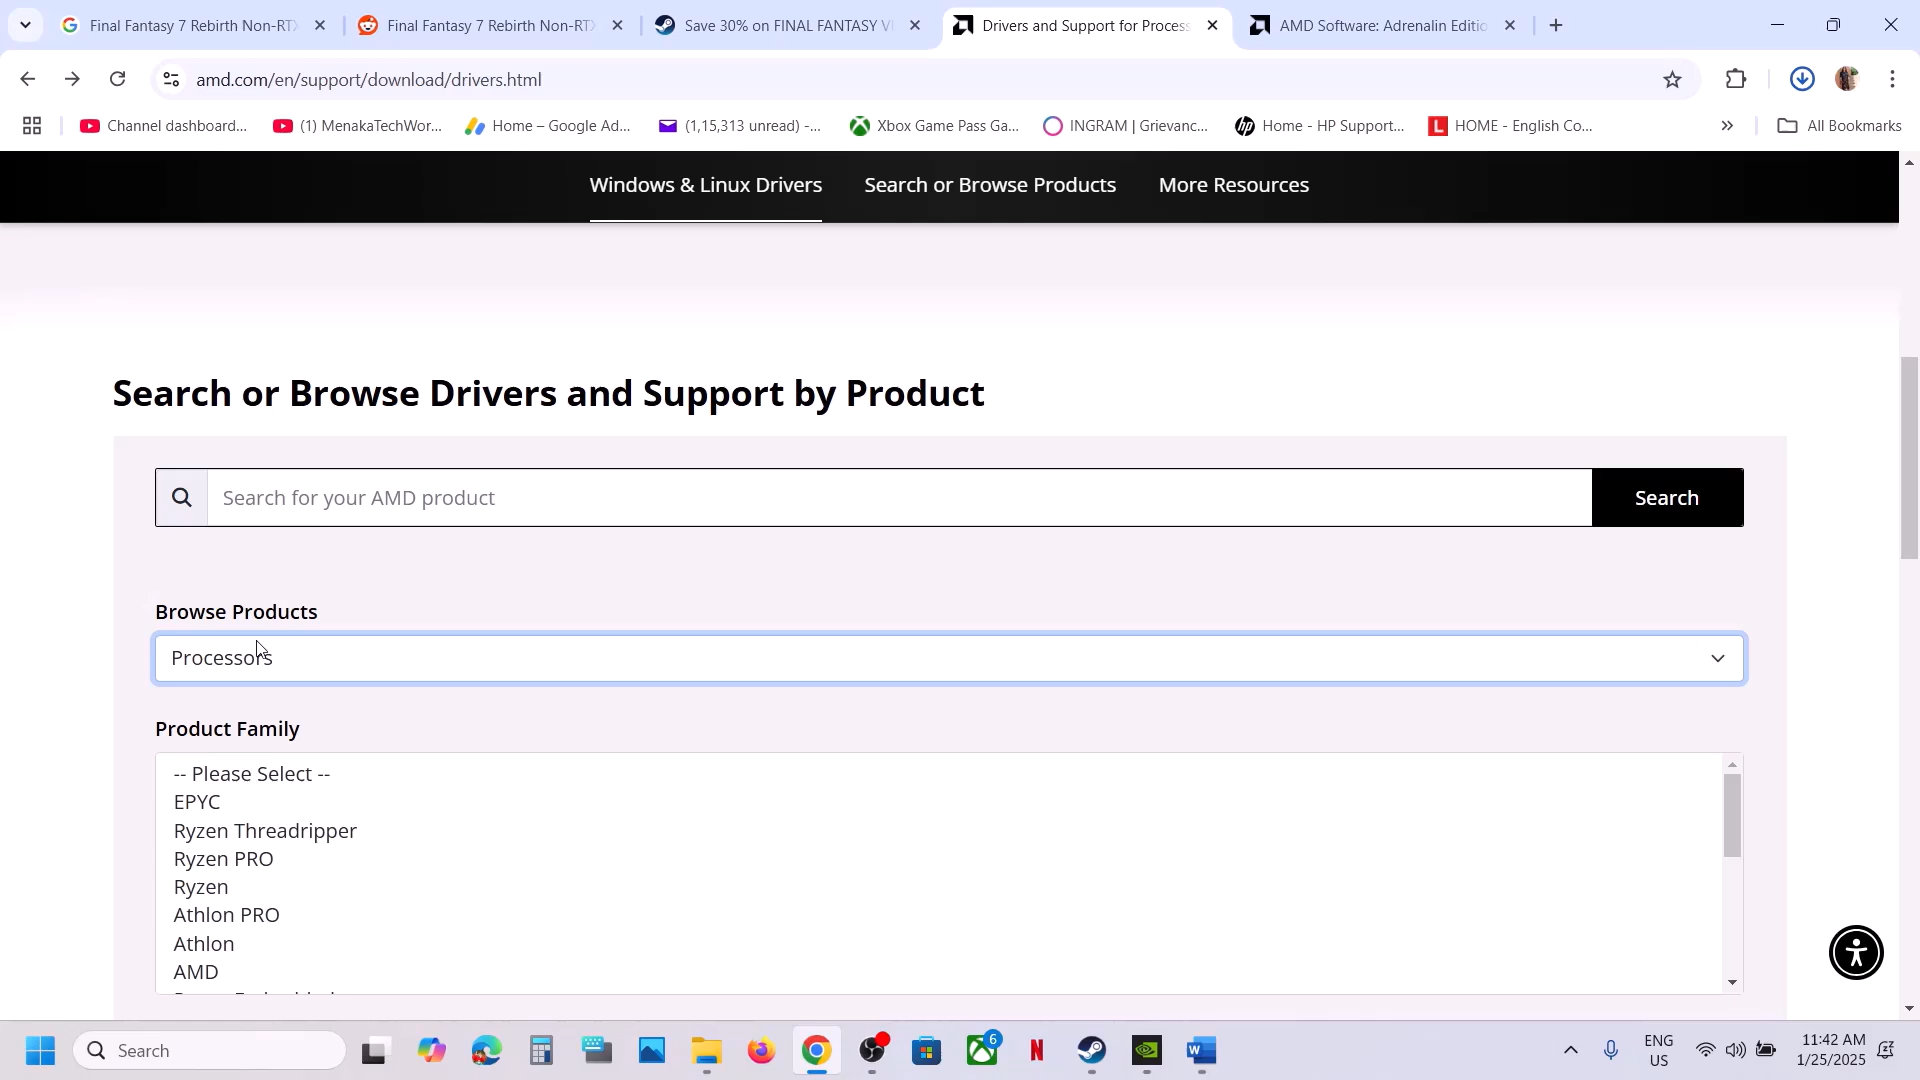 Final Fantasy 7 Rebirth Non-RTX
Final Fantasy 7 Rebirth Non-RTX
Save 30% on FINAL FANTASY VI
Drivers and Support for Process
AMD Software: Adrenalin Editio
amd.com/en/support/download/drivers.html
Channel dashboard...
(1) MenakaTechWor...
Home – Google Ad...
(1,15,313 unread) -...
Xbox Game Pass Ga...
INGRAM | Grievanc...
Home - HP Support...
HOME - English Co...
All Bookmarks
Windows & Linux Drivers
Search or Browse Products
More Resources
Search or Browse Drivers and Support by Product
Search for your AMD product
Search
Browse Products
Processors
Product Family
-- Please Select --
EPYC
Ryzen Threadripper
Ryzen PRO
Ryzen
Athlon PRO
Athlon
AMD
Search
6
ENG
US
11:42 AM
1/25/2025